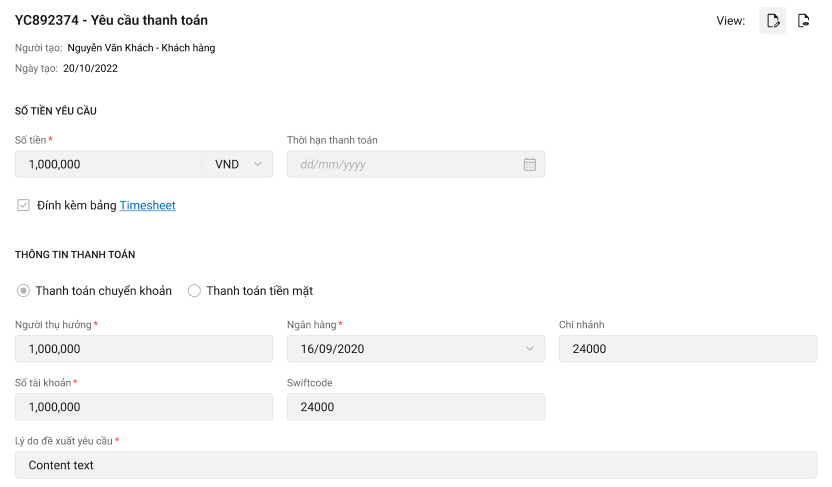 YC892374 - Yêu cầu thanh toán
View:
Người tạo: Nguyễn Văn Khách - Khách hàng
Ngày tạo: 20/10/2022
SỐ TIỀN YÊU CẦU
Số tiền * Thời hạn thanh toán
1,000,000 VND dd/mm/yyyy
Đính kèm bảng Timesheet
THÔNG TIN THANH TOÁN
Thanh toán chuyển khoản Thanh toán tiền mặt
Người thụ hưởng * Ngân hàng * Chi nhánh
1,000,000 16/09/2020 24000
Số tài khoản * Swiftcode
1,000,000 24000
Lý do đề xuất yêu cầu *
Content text